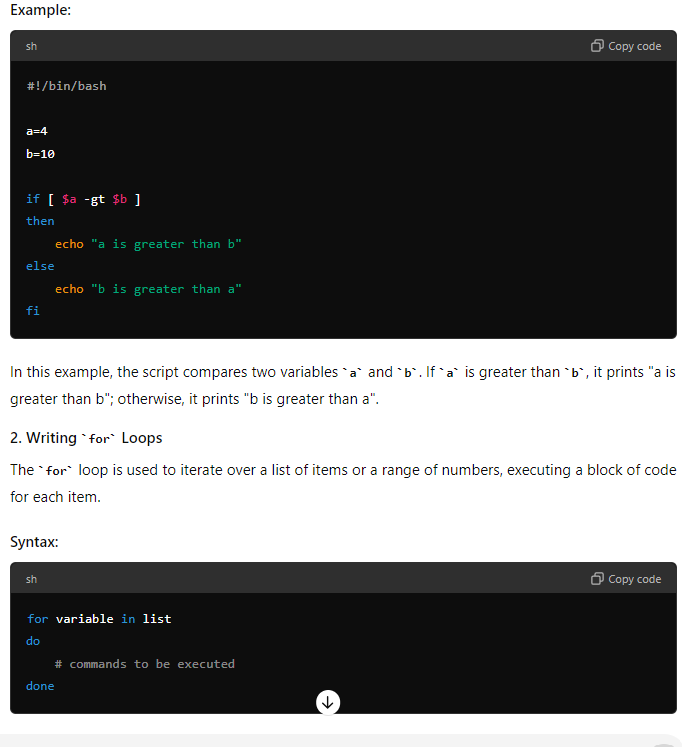 Example:
sh
Copy code
#!/bin/bash
a=4
b=10
if [ $a -gt $b ]
then
    echo "a is greater than b"
else
    echo "b is greater than a"
fi
In this example, the script compares two variables `a` and `b`. If `a` is greater than `b`, it prints "a is
greater than b"; otherwise, it prints "b is greater than a".
2. Writing `for` Loops
The `for` loop is used to iterate over a list of items or a range of numbers, executing a block of code
for each item.
Syntax:
sh
Copy code
for variable in list
do
    # commands to be executed
done